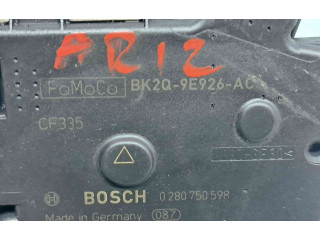 AR12
FoMoCo BK2Q-9E926-AC
CF335
BOSCH 0 280 750 598
Made in Germany 087